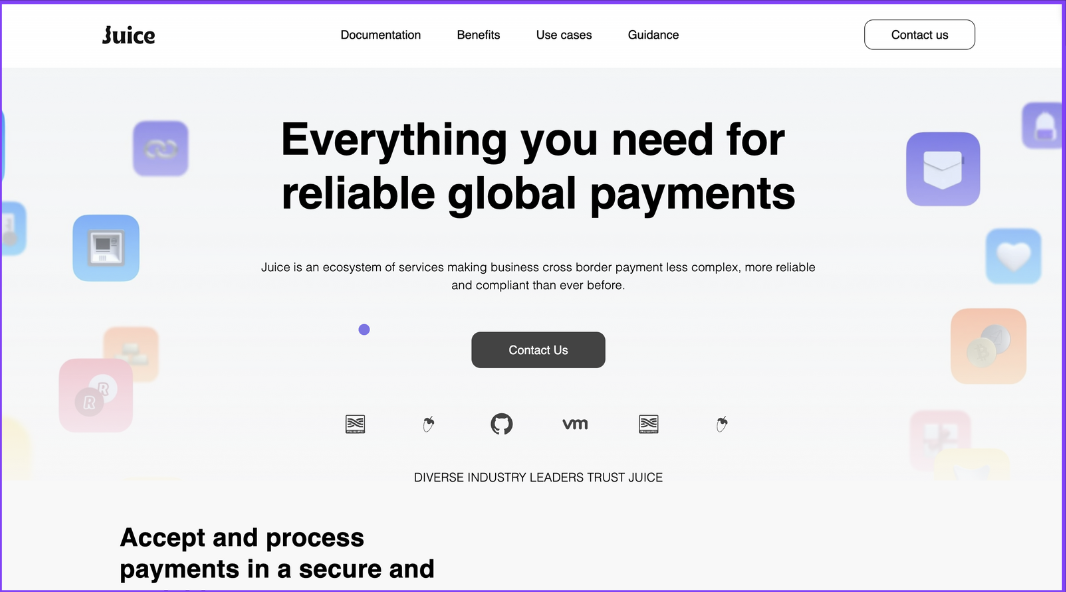 Juice
Documentation
Benefits
Use cases
Guidance
Contact us
Everything you need for
reliable global payments
Juice is an ecosystem of services making business cross border payment less complex, more reliable
and compliant than ever before.
Contact Us
vm
DIVERSE INDUSTRY LEADERS TRUST JUICE
Accept and process
payments in a secure and